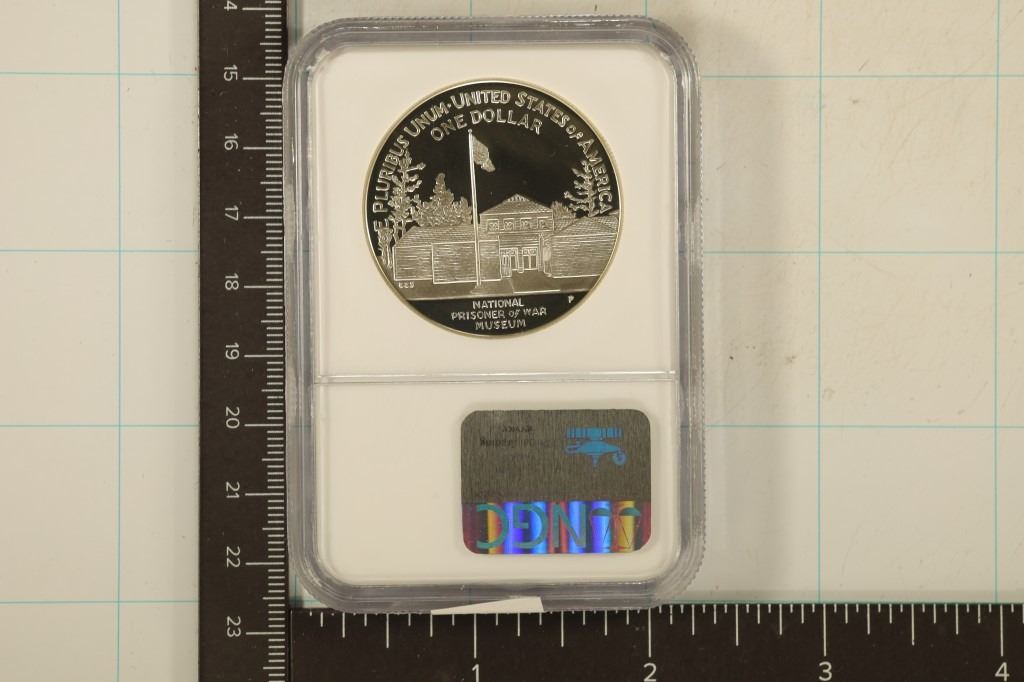 E PLURIBUS UNUM · UNITED STATES OF AMERICA
ONE DOLLAR
P
NATIONAL
PRISONER OF WAR
MUSEUM
NGC
15
16
17
18
19
20
21
22
23
1 2 3 4